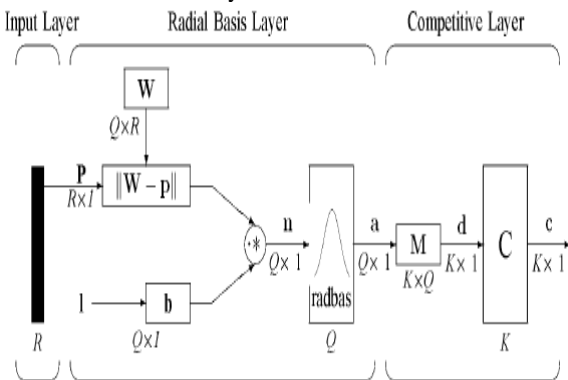 Input Layer Radial Basis Layer Competitive Layer
W
Q×R
P
R×1
‖W − p‖
n
Q× 1
a
Q× 1
M
K×Q
d
K× 1
C
c
K× 1
·*
radbas
1
b
R
Q×1
Q
K